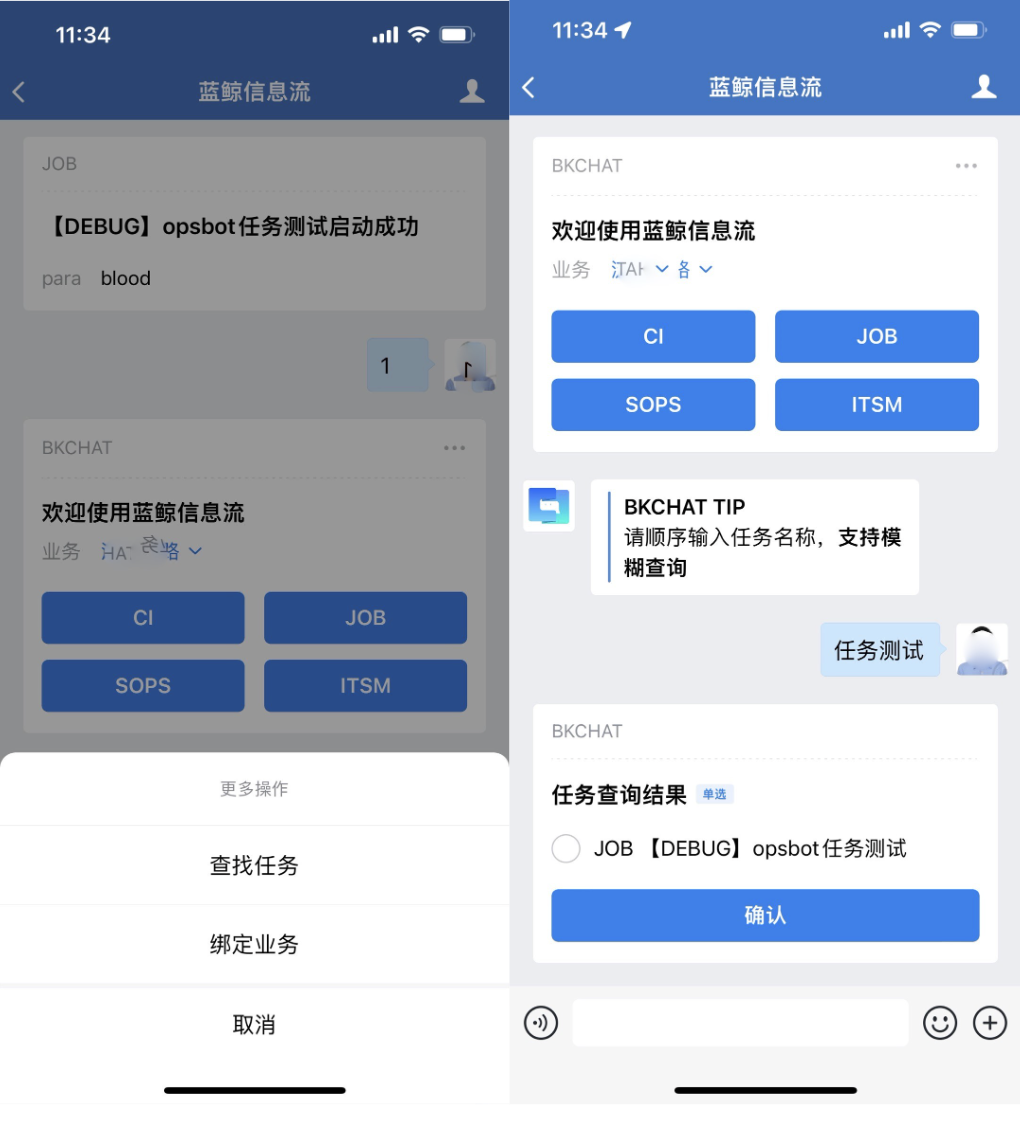 11:34
蓝鲸信息流
JOB
【DEBUG】opsbot任务测试启动成功
para blood
1
BKCHAT
欢迎使用蓝鲸信息流
业务
CI JOB
SOPS ITSM
更多操作
查找任务
绑定业务
取消
11:34
蓝鲸信息流
BKCHAT
欢迎使用蓝鲸信息流
业务
CI JOB
SOPS ITSM
BKCHAT TIP
请顺序输入任务名称，支持模
糊查询
任务测试
BKCHAT
任务查询结果 单选
JOB 【DEBUG】opsbot任务测试
确认